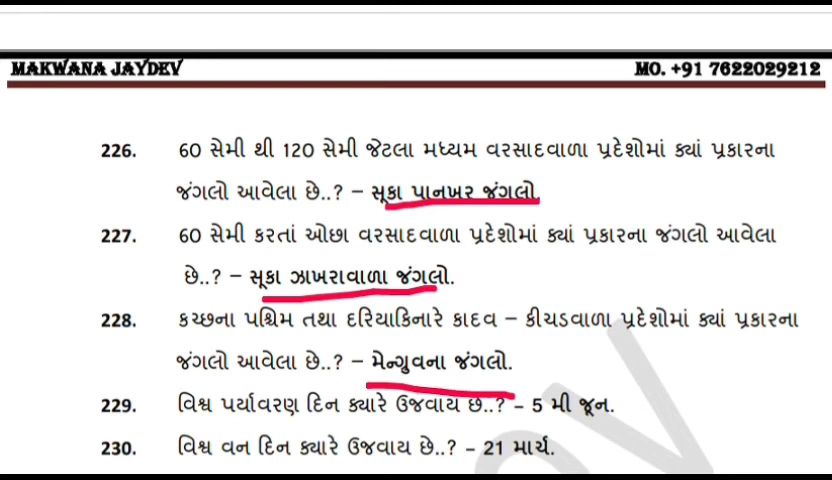 MAKWANA JAYDEV MO. +91 7622029212
226. 60 સેમી થી 120 સેમી જેટલા મધ્યમ વરસાદવાળા પ્રદેશોમાં ક્યાં પ્રકારના
જંગલો આવેલા છે..? – સૂકા પાનખર જંગલો.
227. 60 સેમી કરતાં ઓછા વરસાદવાળા પ્રદેશોમાં ક્યાં પ્રકારના જંગલો આવેલા
છે..? – સૂકા ઝાખરાવાળા જંગલો.
228. કચ્છના પશ્ચિમ તથા દરિયાકિનારે કાદવ – કીચડવાળા પ્રદેશોમાં ક્યાં પ્રકારના
જંગલો આવેલા છે..? – મેન્ગ્રુવના જંગલો.
229. વિશ્વ પર્યાવરણ દિન ક્યારે ઉજવાય છે..? – 5 મી જૂન.
230. વિશ્વ વન દિન ક્યારે ઉજવાય છે..? – 21 માર્ચ.